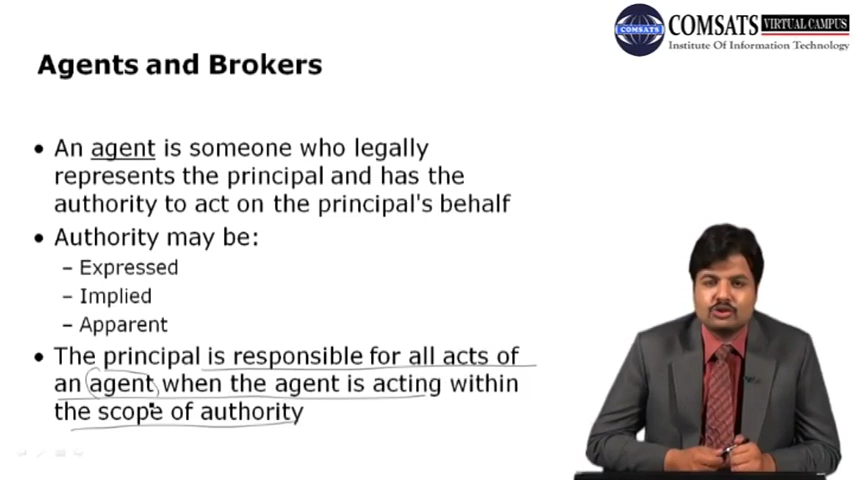 COMSATS VIRTUAL CAMPUS
COMSATS
Institute Of Information Technology
Agents and Brokers
• An agent is someone who legally
represents the principal and has the
authority to act on the principal's behalf
• Authority may be:
– Expressed
– Implied
– Apparent
• The principal is responsible for all acts of
an agent when the agent is acting within
the scope of authority